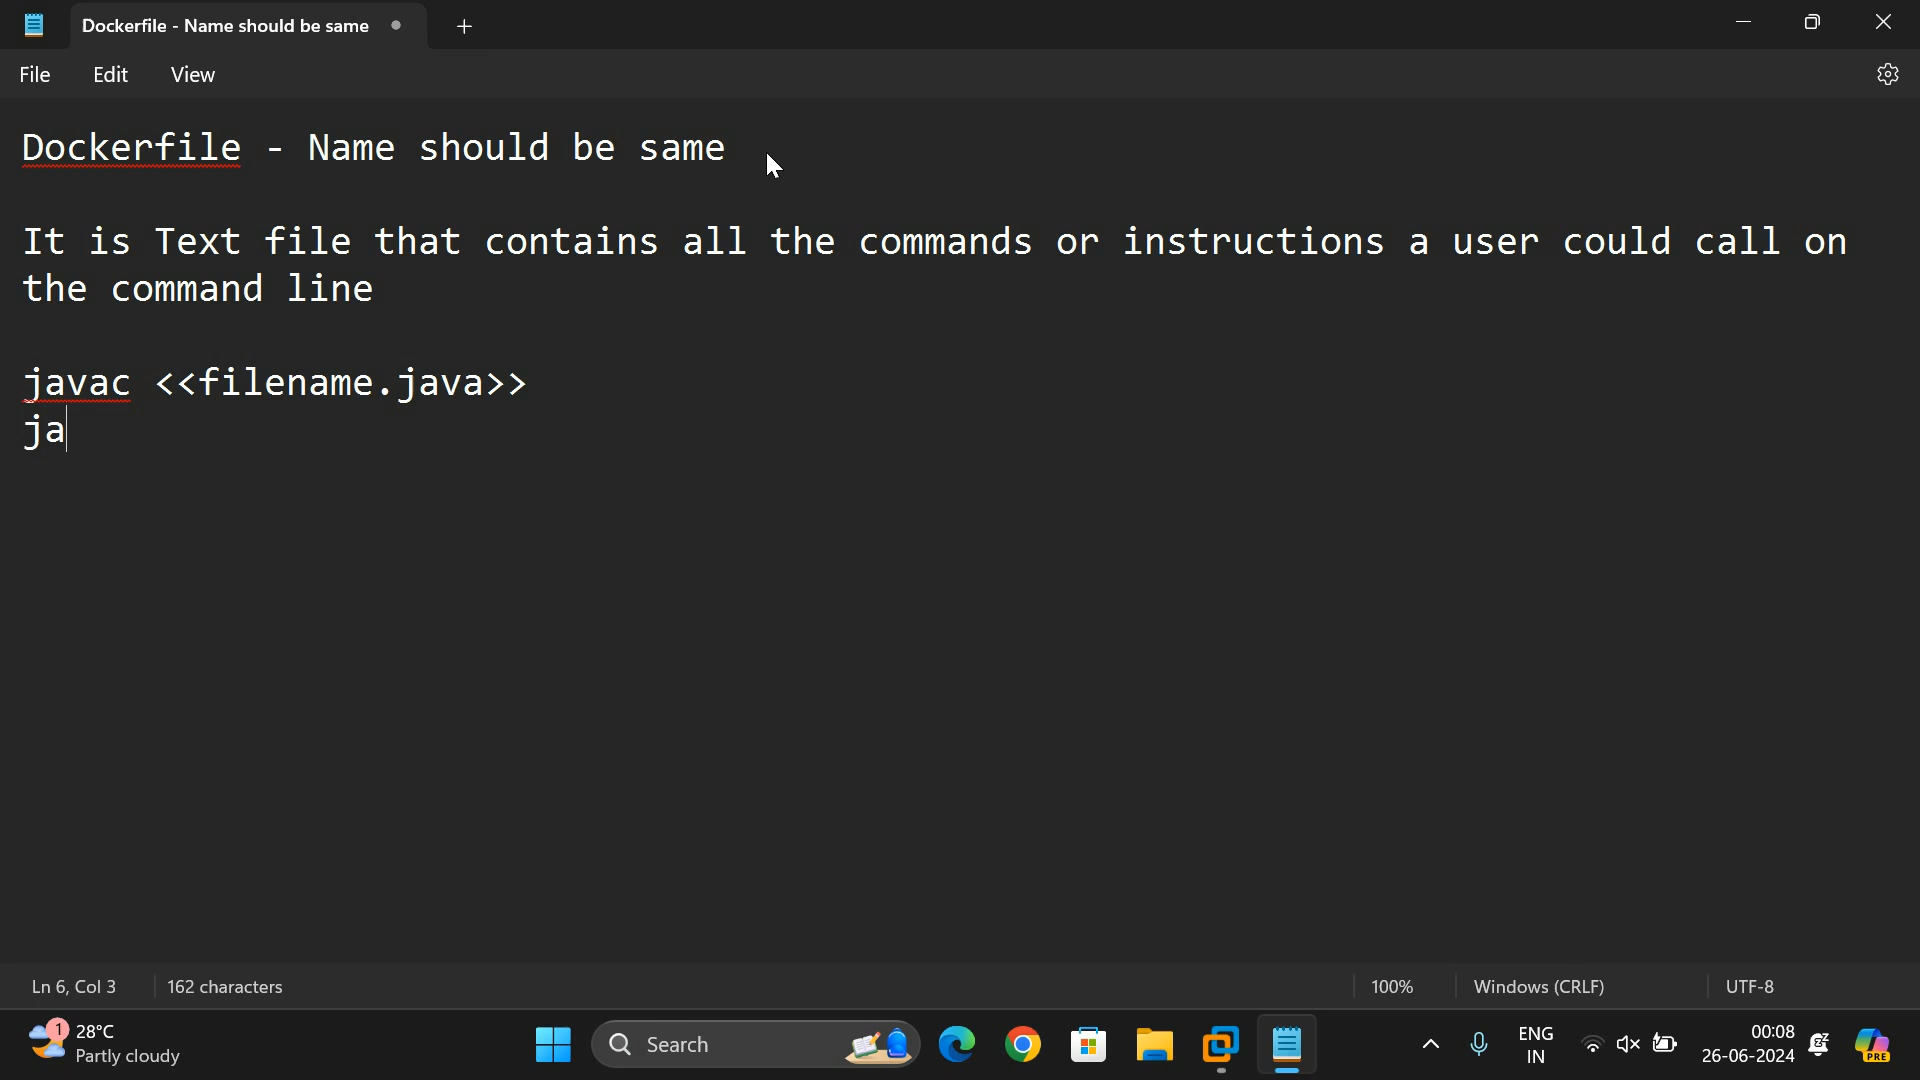 Dockerfile - Name should be same
File
Edit
View
Dockerfile - Name should be same
It is Text file that contains all the commands or instructions a user could call on
the command line
javac <<filename.java>>
ja
Ln 6, Col 3
162 characters
100%
Windows (CRLF)
UTF-8
1
28°C
Partly cloudy
Search
ENG
IN
00:08
26-06-2024
PRE